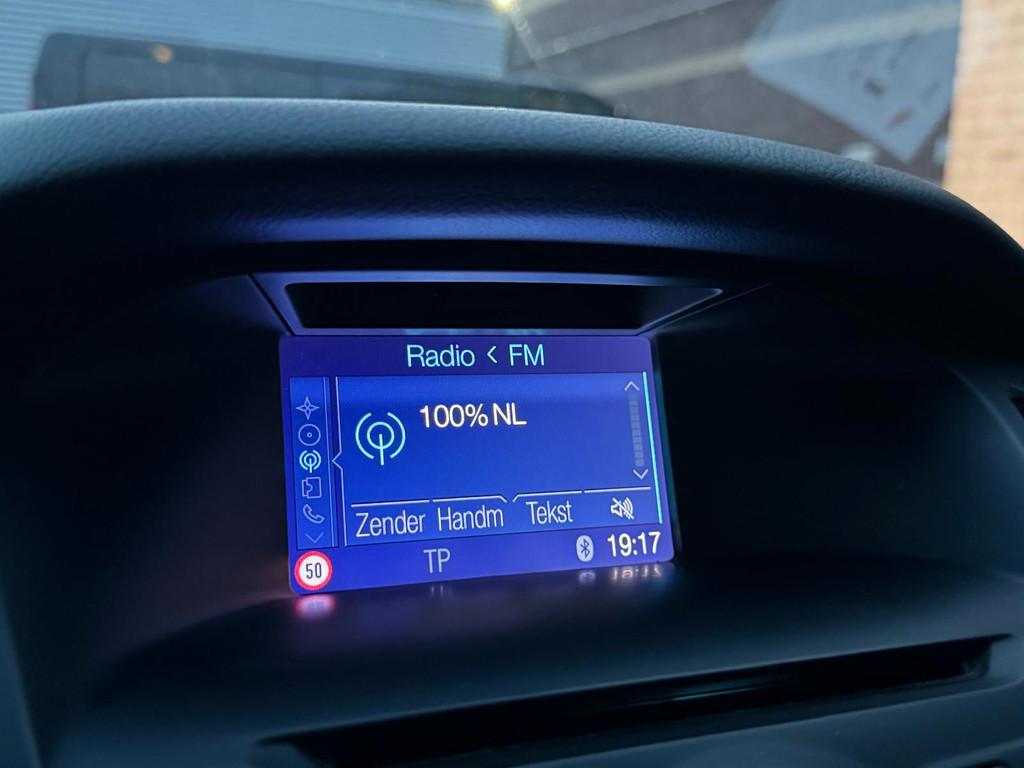 Radio < FM
100% NL
Zender Handm Tekst
50 TP 19:17